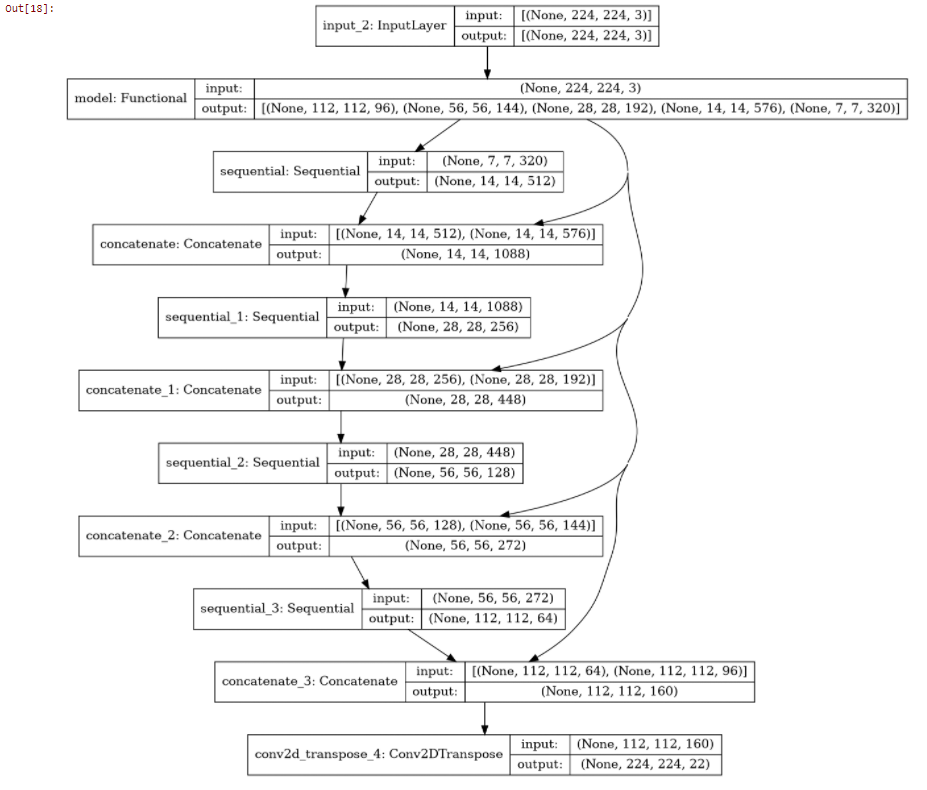 Out[18]:
input_2: InputLayer
input: [(None, 224, 224, 3)]
output: [(None, 224, 224, 3)]
model: Functional
input: (None, 224, 224, 3)
output: [(None, 112, 112, 96), (None, 56, 56, 144), (None, 28, 28, 192), (None, 14, 14, 576), (None, 7, 7, 320)]
sequential: Sequential
input: (None, 7, 7, 320)
output: (None, 14, 14, 512)
concatenate: Concatenate
input: [(None, 14, 14, 512), (None, 14, 14, 576)]
output: (None, 14, 14, 1088)
sequential_1: Sequential
input: (None, 14, 14, 1088)
output: (None, 28, 28, 256)
concatenate_1: Concatenate
input: [(None, 28, 28, 256), (None, 28, 28, 192)]
output: (None, 28, 28, 448)
sequential_2: Sequential
input: (None, 28, 28, 448)
output: (None, 56, 56, 128)
concatenate_2: Concatenate
input: [(None, 56, 56, 128), (None, 56, 56, 144)]
output: (None, 56, 56, 272)
sequential_3: Sequential
input: (None, 56, 56, 272)
output: (None, 112, 112, 64)
concatenate_3: Concatenate
input: [(None, 112, 112, 64), (None, 112, 112, 96)]
output: (None, 112, 112, 160)
conv2d_transpose_4: Conv2DTranspose
input: (None, 112, 112, 160)
output: (None, 224, 224, 22)